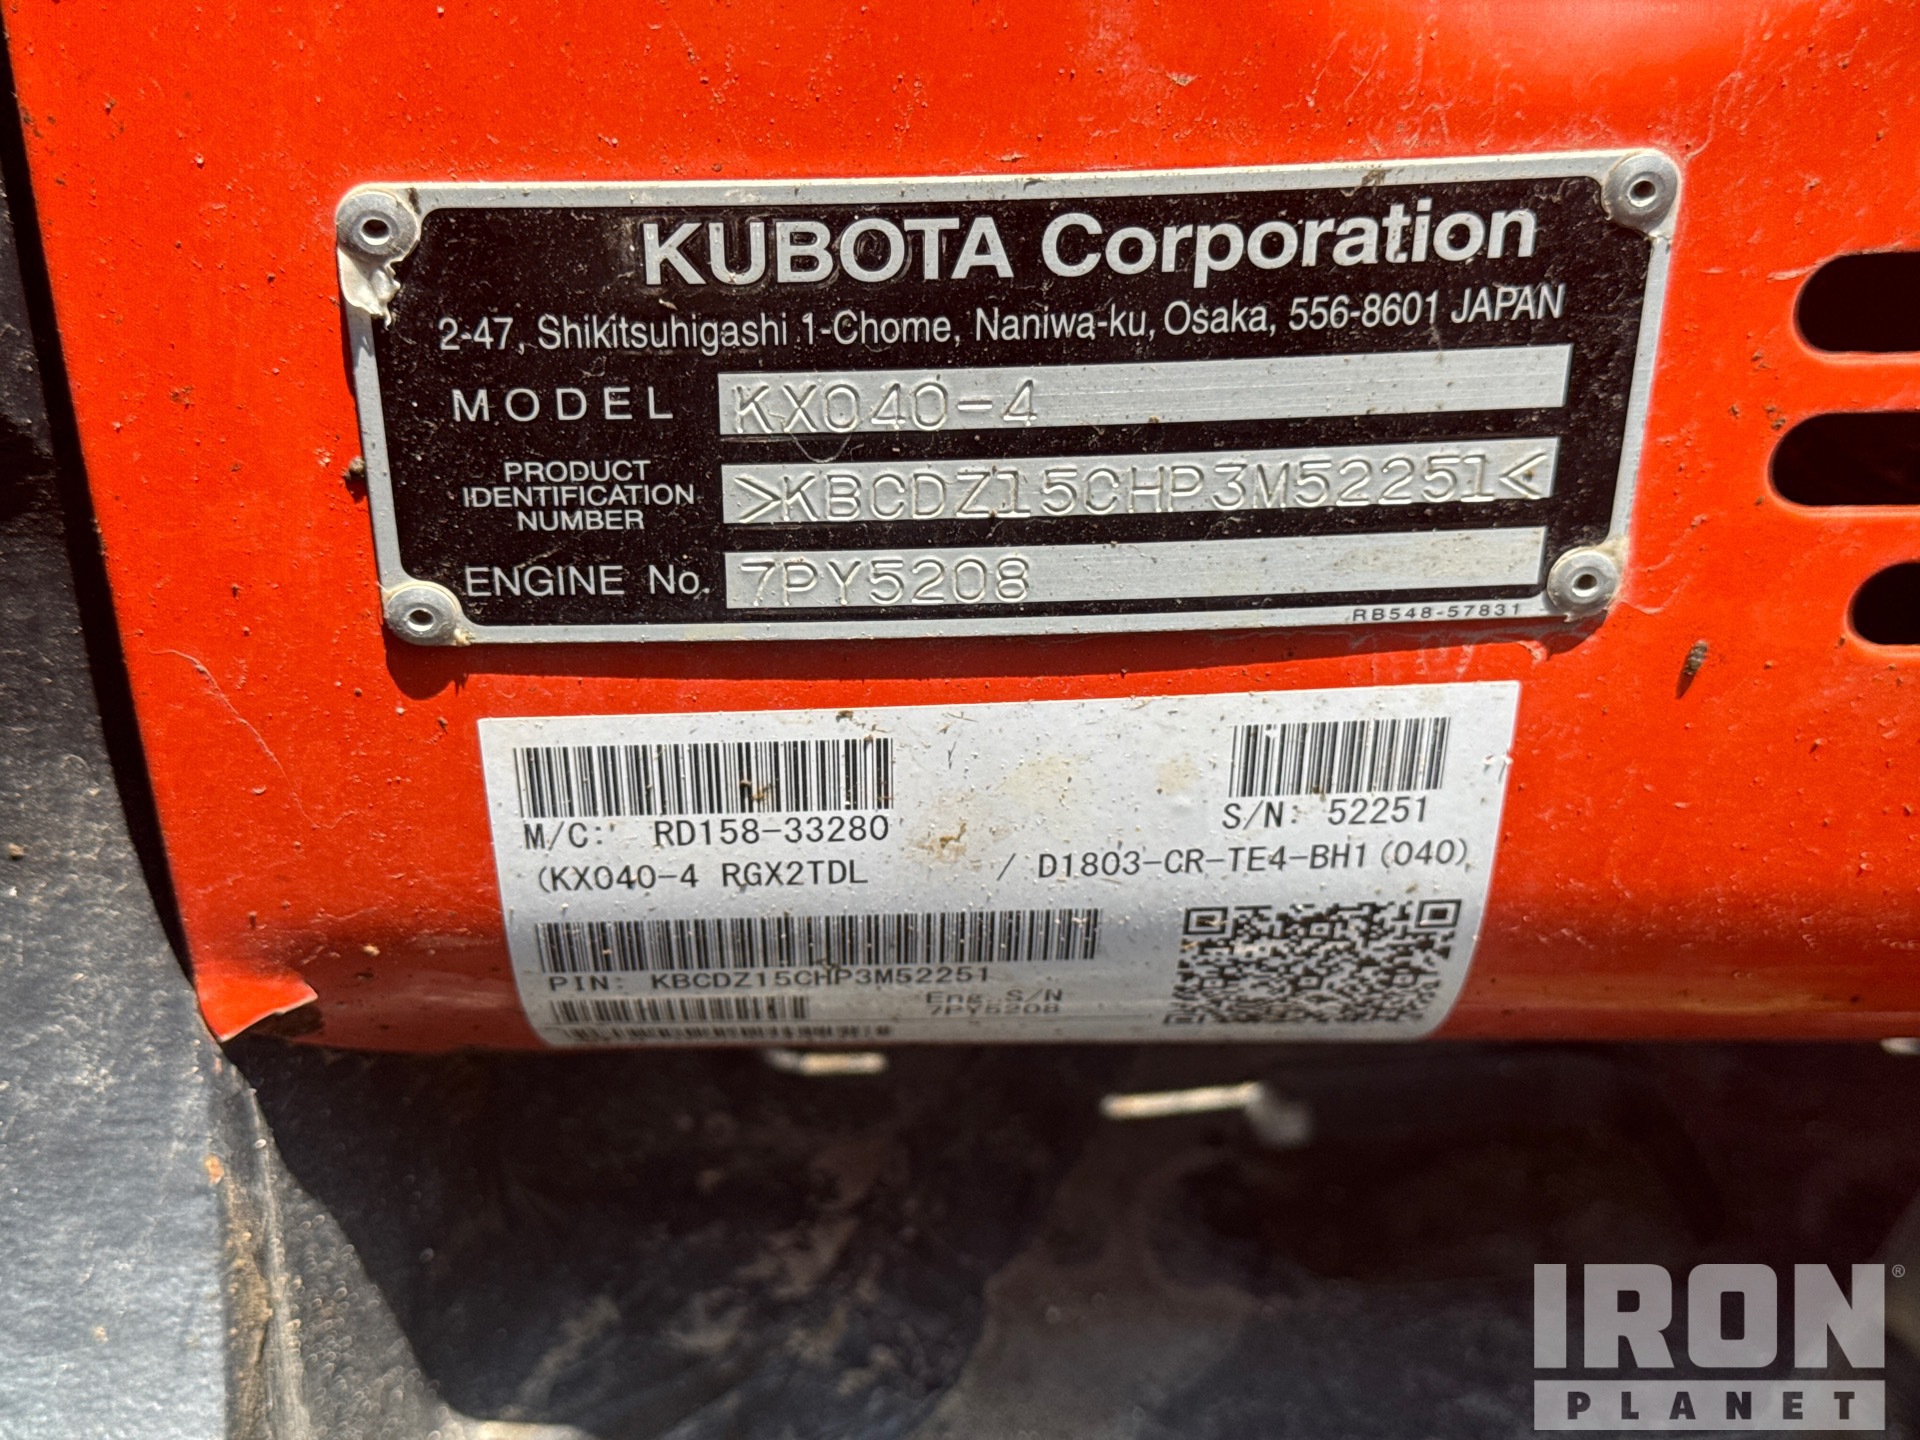 KUBOTA Corporation
2-47, Shikitsuhigashi 1-Chome, Naniwa-ku, Osaka, 556-8601 JAPAN
MODEL KX040-4
PRODUCT
IDENTIFICATION
NUMBER
>KBCDZ15CHP3M52251<
ENGINE No. 7PY5208
RB548-57831
M/C: RD158-33280
S/N: 52251
(KX040-4 RGX2TDL / D1803-CR-TE4-BH1(040)
PIN: KBCDZ15CHP3M52251
Eng S/N
7PY5208
IRON
PLANET
®